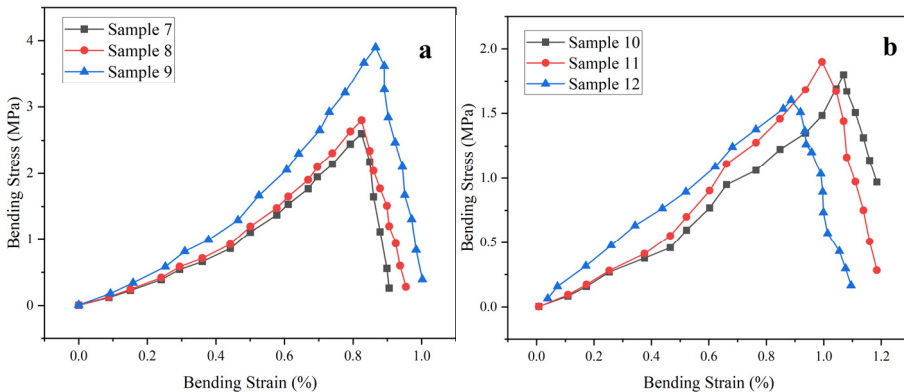 a
Sample 7
Sample 8
Sample 9
Bending Stress (MPa)
4
3
2
1
0
0.0 0.2 0.4 0.6 0.8 1.0
Bending Strain (%)
b
Sample 10
Sample 11
Sample 12
Bending Stress (MPa)
2.0
1.5
1.0
0.5
0.0
0.0 0.2 0.4 0.6 0.8 1.0 1.2
Bending Strain (%)